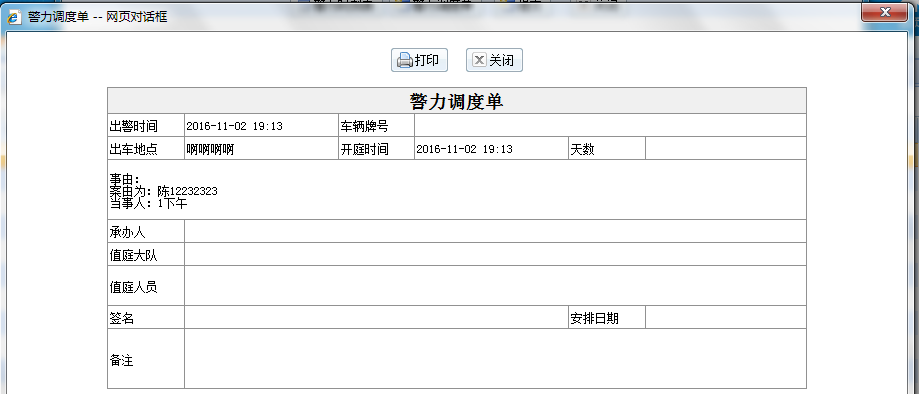 警力调度单 -- 网页对话框
打印 关闭
警力调度单
出警时间 2016-11-02 19:13 车辆牌号
出车地点 啊啊啊啊 开庭时间 2016-11-02 19:13 天数
事由：
案由为：陈12232323
当事人：1下午
承办人
值庭大队
值庭人员
签名 安排日期
备注